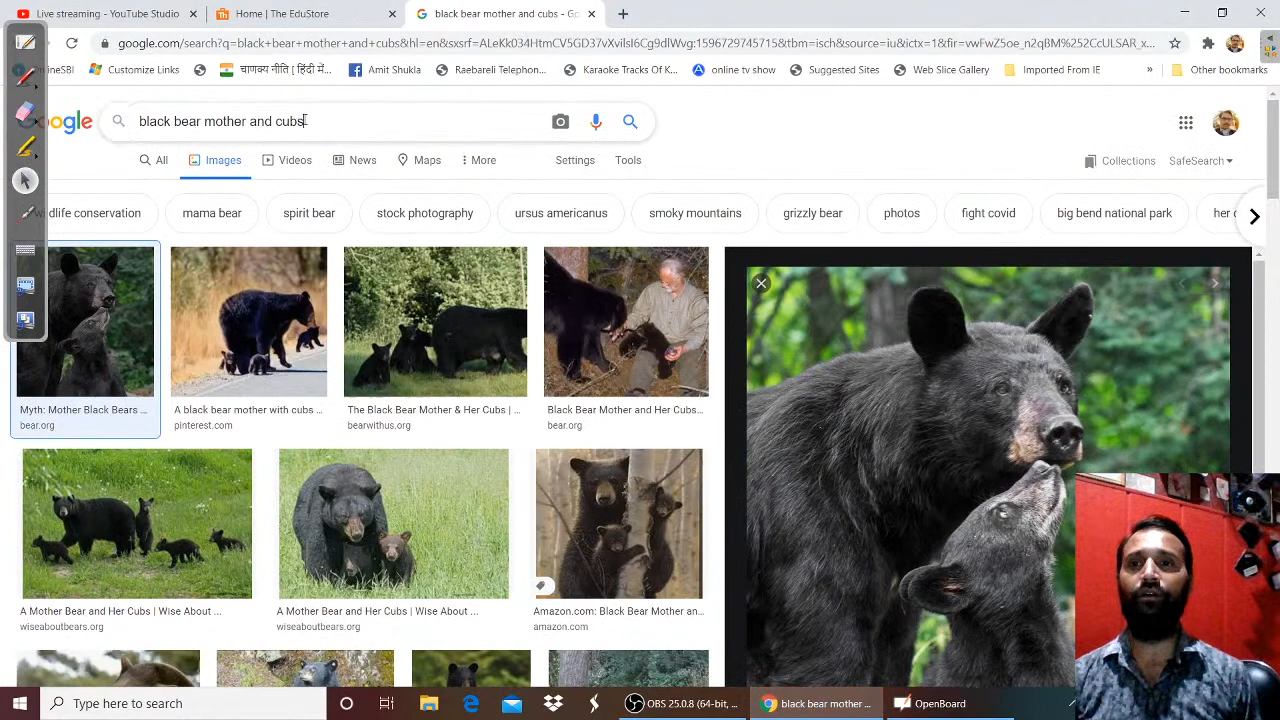 Live streaming - YouTube Studio
Home | The EduStore
black bear mother and cubs - Go
google.com/search?q=black+bear+mother+and+cubs&hl=en&sxsrf=ALeKk034HtmCVGGD37vXvilsI6Cg9dlWvg:1596729745715&tbm=isch&source=iu&ictx=1&fir=vwFwZ5oe_n2qBM%252CcULSAR_x...
OnlineSBI
Customize Links
चाणक्य नीति [ हिंदी में...
Amit Shukla
Raebareli Telephon...
Karaoke Tracks Of K...
online tv show
Suggested Sites
Web Slice Gallery
Imported From IE
»
Other bookmarks
black bear mother and cubs
All
Images
Videos
News
Maps
More
Settings
Tools
Collections
SafeSearch
wildlife conservation
mama bear
spirit bear
stock photography
ursus americanus
smoky mountains
grizzly bear
photos
fight covid
big bend national park
her c
Myth: Mother Black Bears ...
bear.org
A black bear mother with cubs ...
pinterest.com
The Black Bear Mother & Her Cubs | ...
bearwithus.org
Black Bear Mother and Her Cubs...
bear.org
A Mother Bear and Her Cubs | Wise About ...
wiseaboutbears.org
A Mother Bear and Her Cubs | Wise About ...
wiseaboutbears.org
Amazon.com: Black Bear Mother an...
amazon.com
Type here to search
OBS 25.0.8 (64-bit, ...
black bear mother ...
OpenBoard